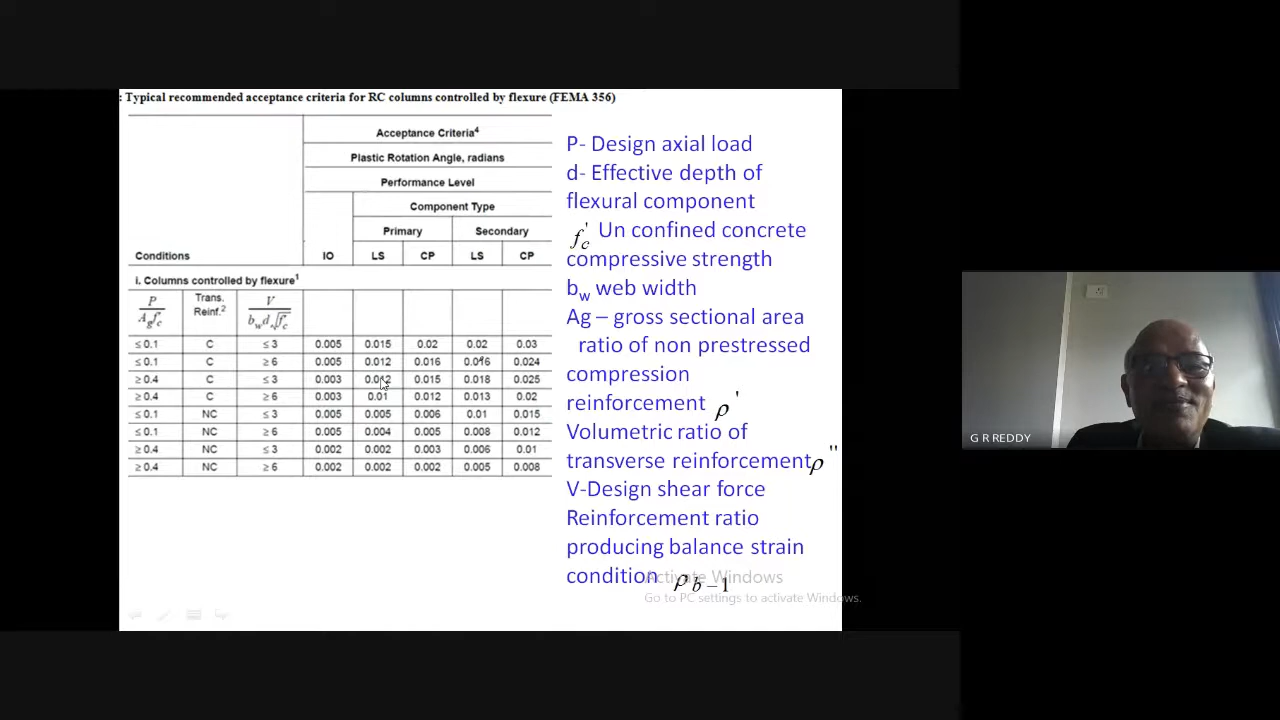 : Typical recommended acceptance criteria for RC columns controlled by flexure (FEMA 356)
Acceptance Criteria⁴
Plastic Rotation Angle, radians
Performance Level
Component Type
Primary Secondary
Conditions IO LS CP LS CP
i. Columns controlled by flexure¹
P / A_g f'_c Trans. Reinf.² V / b_w d √f'_c
≤ 0.1 C ≤ 3 0.005 0.015 0.02 0.02 0.03
≤ 0.1 C ≥ 6 0.005 0.012 0.016 0.016 0.024
≥ 0.4 C ≤ 3 0.003 0.012 0.015 0.018 0.025
≥ 0.4 C ≥ 6 0.003 0.01 0.012 0.013 0.02
≤ 0.1 NC ≤ 3 0.005 0.005 0.006 0.01 0.015
≤ 0.1 NC ≥ 6 0.005 0.004 0.005 0.008 0.012
≥ 0.4 NC ≤ 3 0.002 0.002 0.003 0.006 0.01
≥ 0.4 NC ≥ 6 0.002 0.002 0.002 0.005 0.008
P- Design axial load
d- Effective depth of
flexural component
f'_c Un confined concrete
compressive strength
b_w web width
Ag – gross sectional area
ratio of non prestressed
compression
reinforcement ρ'
Volumetric ratio of
transverse reinforcement ρ"
V-Design shear force
Reinforcement ratio
producing balance strain
condition ρ b – 1
Activate Windows
Go to PC settings to activate Windows.
G R REDDY